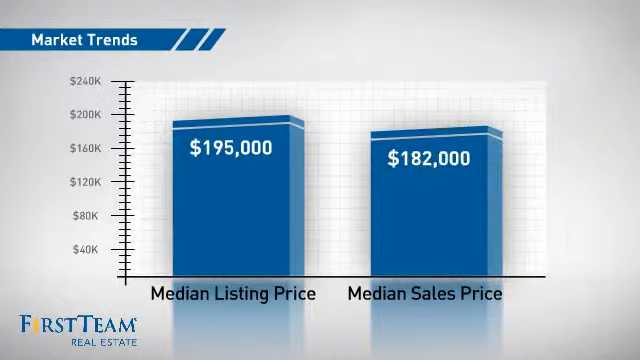 Market Trends
$240K
$200K
$160K
$120K
$80K
$40K
$195,000
$182,000
Median Listing Price
Median Sales Price
FIRSTTEAM®
REAL ESTATE